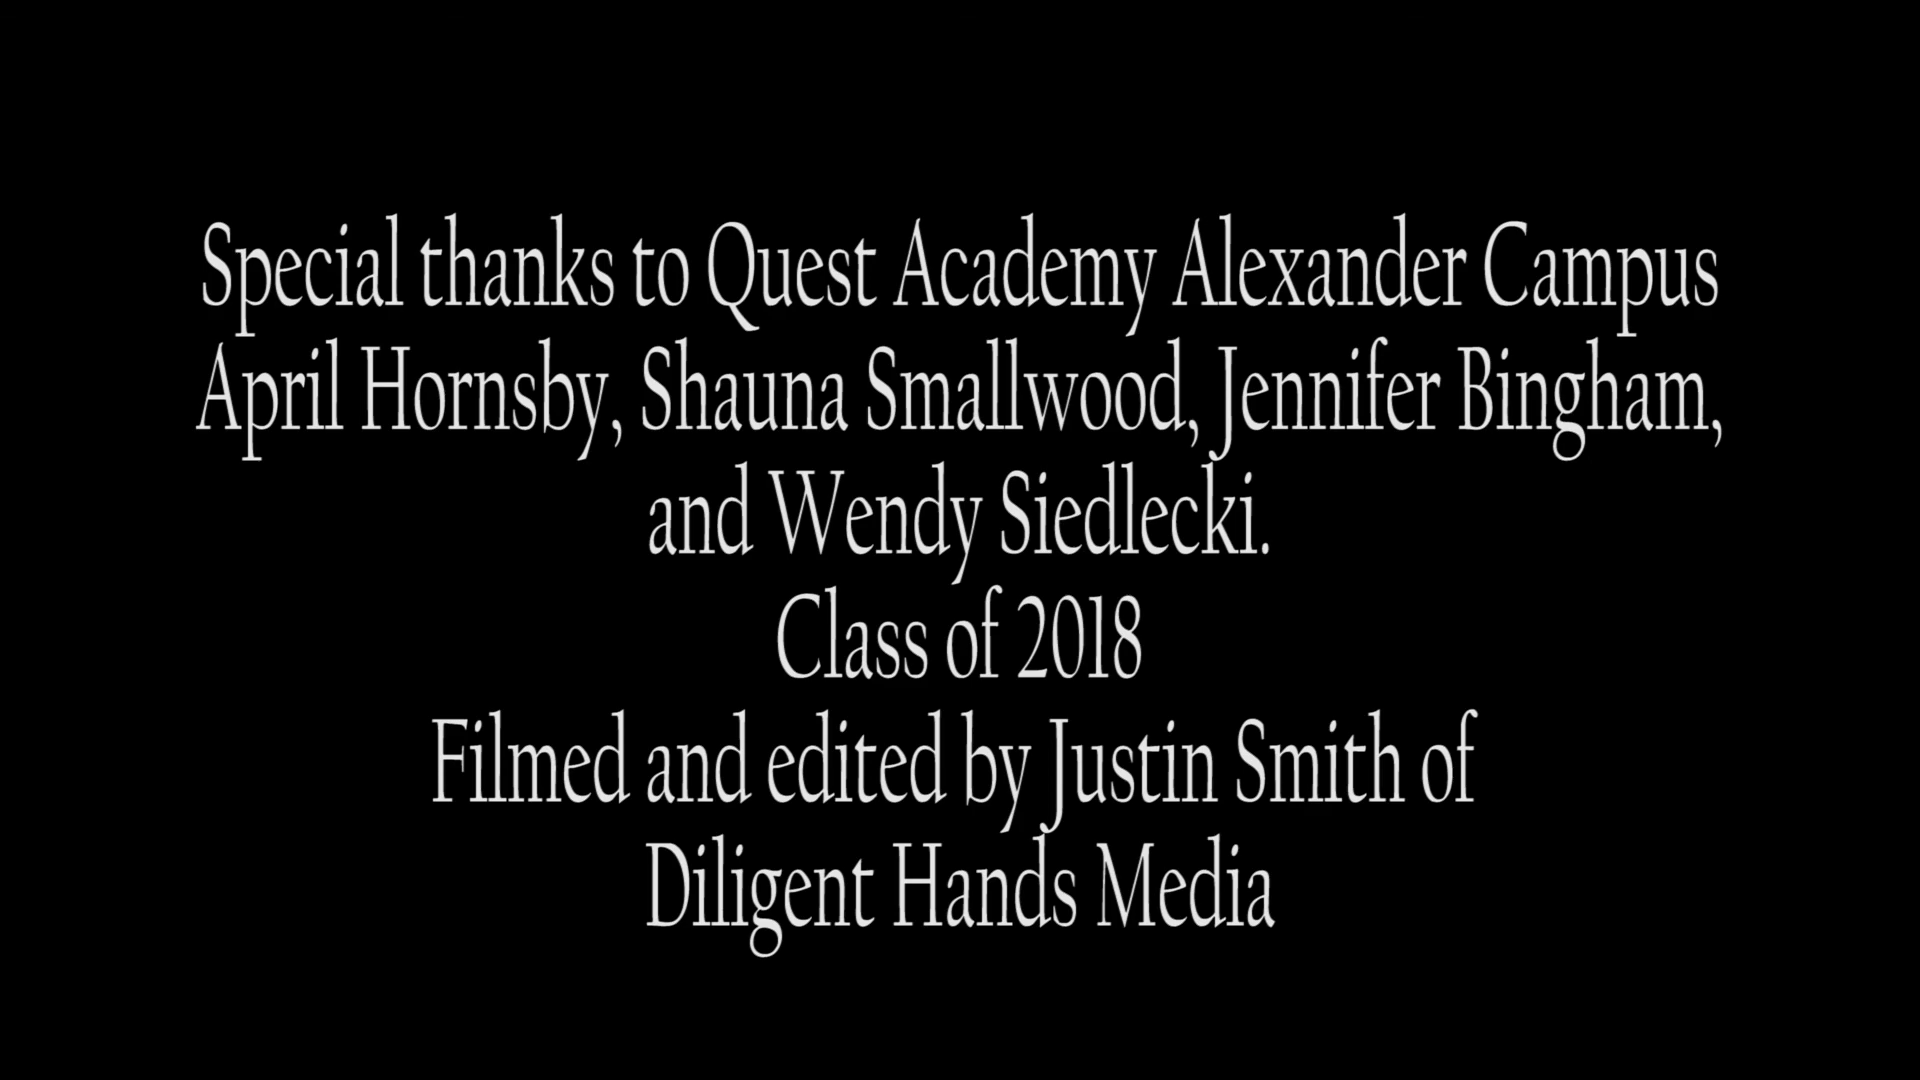 Special thanks to Quest Academy Alexander Campus
April Hornsby, Shauna Smallwood, Jennifer Bingham,
and Wendy Siedlecki.
Class of 2018
Filmed and edited by Justin Smith of
Diligent Hands Media